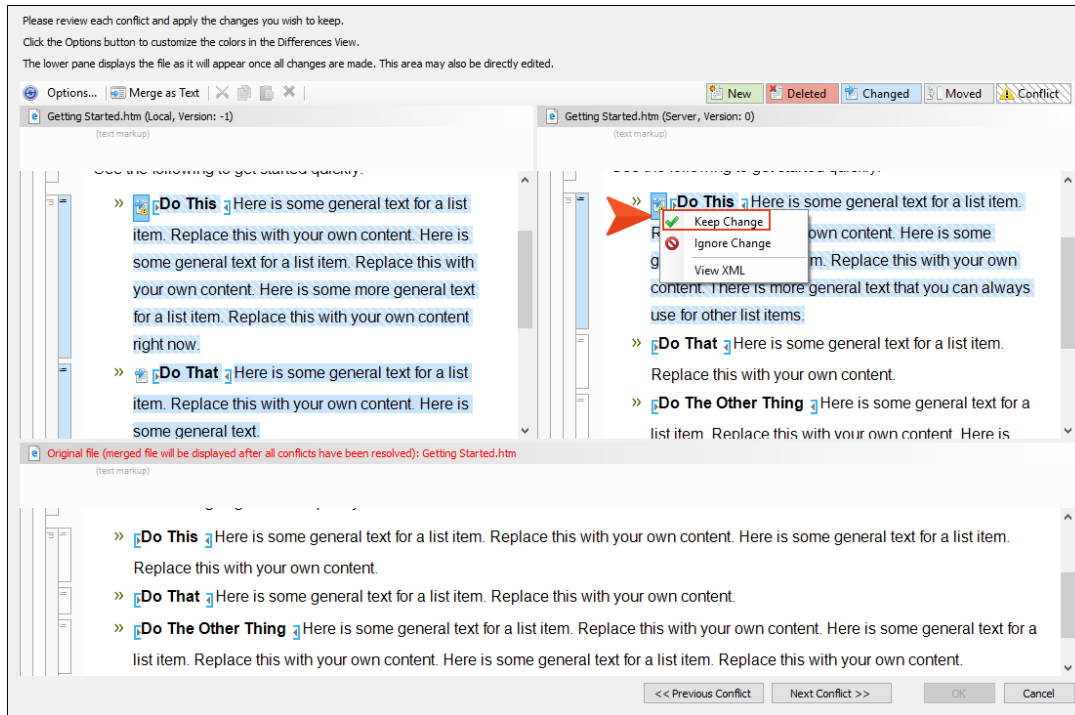 Please review each conflict and apply the changes you wish to keep.
Click the Options button to customize the colors in the Differences View.
The lower pane displays the file as it will appear once all changes are made. This area may also be directly edited.
Options... Merge as Text New Deleted Changed Moved Conflict
Getting Started.htm (Local, Version: -1)
(text markup)
See the following to get started quickly:
» Do This Here is some general text for a list
item. Replace this with your own content. Here is
some general text for a list item. Replace this with
your own content. Here is some more general text
for a list item. Replace this with your own content
right now.
» Do That Here is some general text for a list
item. Replace this with your own content. Here is
some general text.
Getting Started.htm (Server, Version: 0)
(text markup)
See the following to get started quickly:
» Do This Here is some general text for a list item.
R own content. Here is some
g m. Replace this with your own
content. There is more general text that you can always
use for other list items.
Keep Change
Ignore Change
View XML
» Do That Here is some general text for a list item.
Replace this with your own content.
» Do The Other Thing Here is some general text for a
list item. Replace this with your own content. Here is
Original file (merged file will be displayed after all conflicts have been resolved): Getting Started.htm
(text markup)
» Do This Here is some general text for a list item. Replace this with your own content. Here is some general text for a list item.
Replace this with your own content.
» Do That Here is some general text for a list item. Replace this with your own content.
» Do The Other Thing Here is some general text for a list item. Replace this with your own content. Here is some general text for a
list item. Replace this with your own content. Here is some general text for a list item. Replace this with your own content.
<< Previous Conflict Next Conflict >> OK Cancel